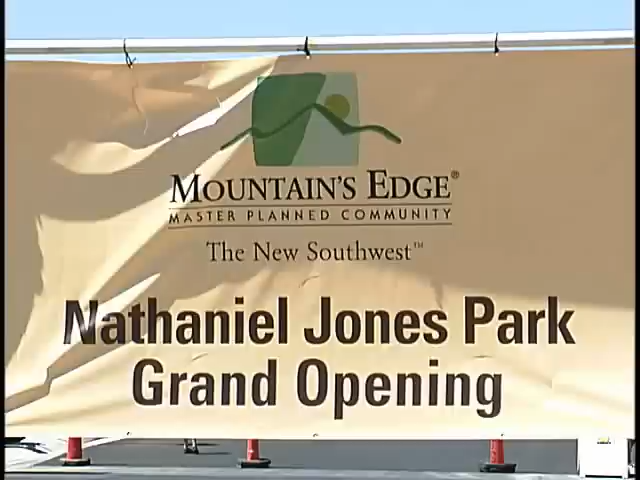 MOUNTAIN'S EDGE®
MASTER PLANNED COMMUNITY
The New Southwest™
Nathaniel Jones Park
Grand Opening